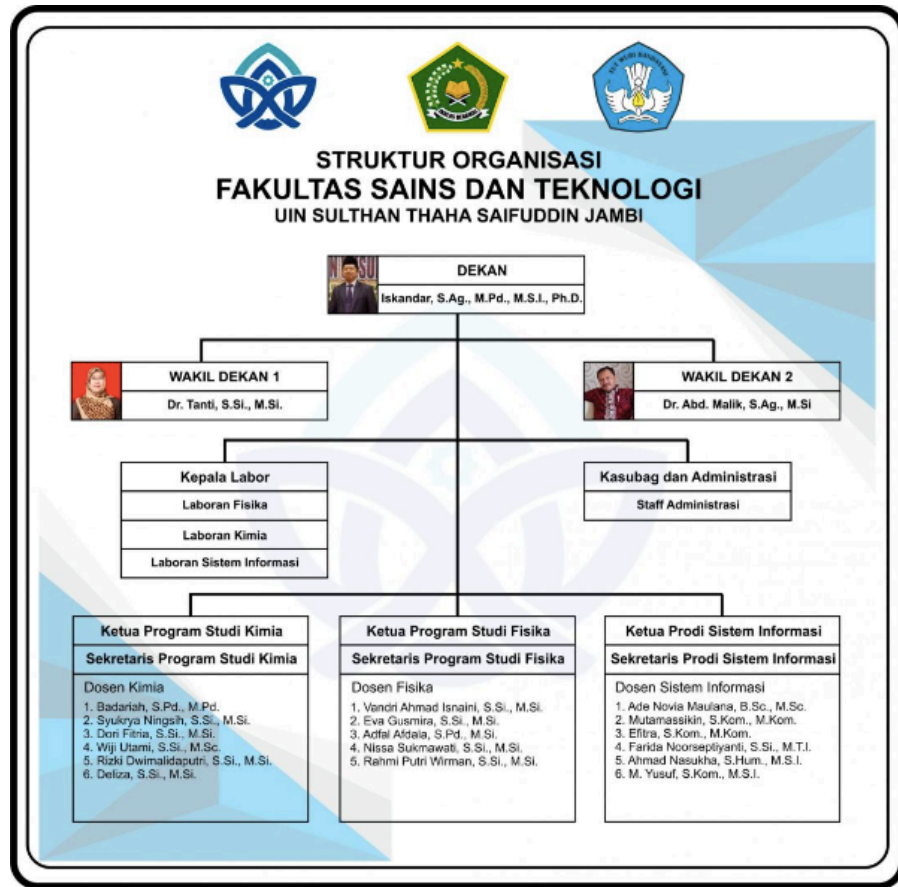 TUT WURI HANDAYANI
IKHLAS BERAMAL
STRUKTUR ORGANISASI
FAKULTAS SAINS DAN TEKNOLOGI
UIN SULTHAN THAHA SAIFUDDIN JAMBI
DEKAN
Iskandar, S.Ag., M.Pd., M.S.I., Ph.D.
WAKIL DEKAN 1
Dr. Tanti, S.Si., M.Si.
WAKIL DEKAN 2
Dr. Abd. Malik, S.Ag., M.Si
Kepala Labor
Laboran Fisika
Laboran Kimia
Laboran Sistem Informasi
Kasubag dan Administrasi
Staff Administrasi
Ketua Program Studi Kimia
Sekretaris Program Studi Kimia
Dosen Kimia
1. Badariah, S.Pd., M.Pd.
2. Syukrya Ningsih, S.Si., M.Si.
3. Dori Fitria, S.Si., M.Si.
4. Wiji Utami, S.Si., M.Sc.
5. Rizki Dwimalidaputri, S.Si., M.Si.
6. Deliza, S.Si., M.Si.
Ketua Program Studi Fisika
Sekretaris Program Studi Fisika
Dosen Fisika
1. Vandri Ahmad Isnaini, S.Si., M.Si.
2. Eva Gusmira, S.Si., M.Si.
3. Adfal Afdala, S.Pd., M.Si.
4. Nissa Sukmawati, S.Si., M.Si.
5. Rahmi Putri Wirman, S.Si., M.Si.
Ketua Prodi Sistem Informasi
Sekretaris Prodi Sistem Informasi
Dosen Sistem Informasi
1. Ade Novia Maulana, B.Sc., M.Sc.
2. Mutamassikin, S.Kom., M.Kom.
3. Efitra, S.Kom., M.Kom.
4. Farida Noorseptiyanti, S.Si., M.T.I.
5. Ahmad Nasukha, S.Hum., M.S.I.
6. M. Yusuf, S.Kom., M.S.I.